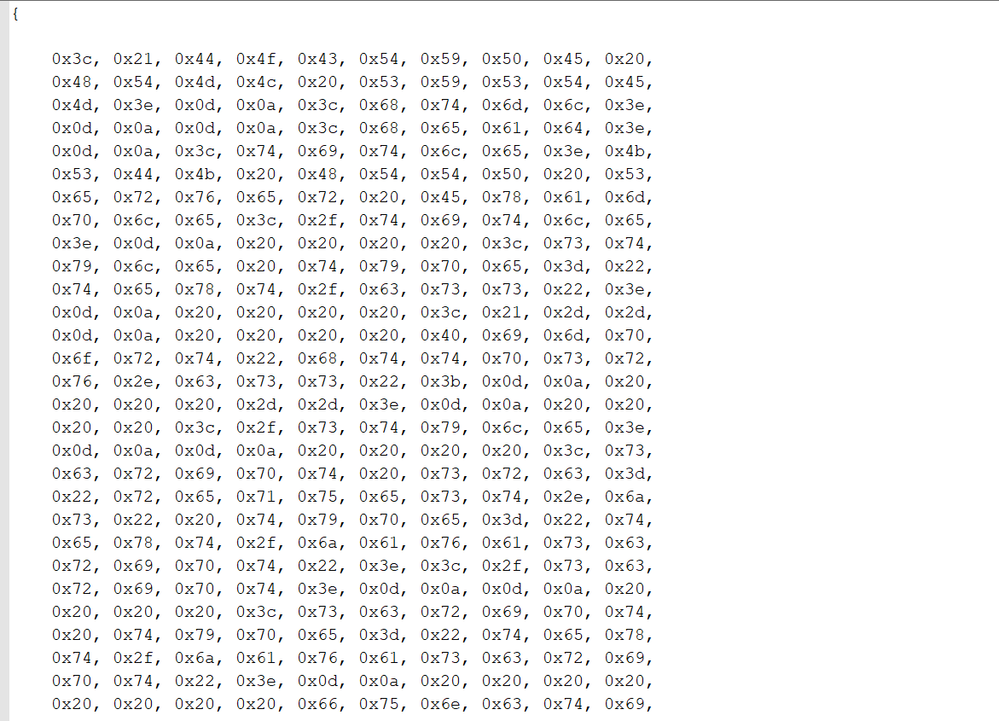 {
0x3c, 0x21, 0x44, 0x4f, 0x43, 0x54, 0x59, 0x50, 0x45, 0x20,
0x48, 0x54, 0x4d, 0x4c, 0x20, 0x53, 0x59, 0x53, 0x54, 0x45,
0x4d, 0x3e, 0x0d, 0x0a, 0x3c, 0x68, 0x74, 0x6d, 0x6c, 0x3e,
0x0d, 0x0a, 0x0d, 0x0a, 0x3c, 0x68, 0x65, 0x61, 0x64, 0x3e,
0x0d, 0x0a, 0x3c, 0x74, 0x69, 0x74, 0x6c, 0x65, 0x3e, 0x4b,
0x53, 0x44, 0x4b, 0x20, 0x48, 0x54, 0x54, 0x50, 0x20, 0x53,
0x65, 0x72, 0x76, 0x65, 0x72, 0x20, 0x45, 0x78, 0x61, 0x6d,
0x70, 0x6c, 0x65, 0x3c, 0x2f, 0x74, 0x69, 0x74, 0x6c, 0x65,
0x3e, 0x0d, 0x0a, 0x20, 0x20, 0x20, 0x20, 0x3c, 0x73, 0x74,
0x79, 0x6c, 0x65, 0x20, 0x74, 0x79, 0x70, 0x65, 0x3d, 0x22,
0x74, 0x65, 0x78, 0x74, 0x2f, 0x63, 0x73, 0x73, 0x22, 0x3e,
0x0d, 0x0a, 0x20, 0x20, 0x20, 0x20, 0x3c, 0x21, 0x2d, 0x2d,
0x0d, 0x0a, 0x20, 0x20, 0x20, 0x20, 0x40, 0x69, 0x6d, 0x70,
0x6f, 0x72, 0x74, 0x22, 0x68, 0x74, 0x74, 0x70, 0x73, 0x72,
0x76, 0x2e, 0x63, 0x73, 0x73, 0x22, 0x3b, 0x0d, 0x0a, 0x20,
0x20, 0x20, 0x20, 0x2d, 0x2d, 0x3e, 0x0d, 0x0a, 0x20, 0x20,
0x20, 0x20, 0x3c, 0x2f, 0x73, 0x74, 0x79, 0x6c, 0x65, 0x3e,
0x0d, 0x0a, 0x0d, 0x0a, 0x20, 0x20, 0x20, 0x20, 0x3c, 0x73,
0x63, 0x72, 0x69, 0x70, 0x74, 0x20, 0x73, 0x72, 0x63, 0x3d,
0x22, 0x72, 0x65, 0x71, 0x75, 0x65, 0x73, 0x74, 0x2e, 0x6a,
0x73, 0x22, 0x20, 0x74, 0x79, 0x70, 0x65, 0x3d, 0x22, 0x74,
0x65, 0x78, 0x74, 0x2f, 0x6a, 0x61, 0x76, 0x61, 0x73, 0x63,
0x72, 0x69, 0x70, 0x74, 0x22, 0x3e, 0x3c, 0x2f, 0x73, 0x63,
0x72, 0x69, 0x70, 0x74, 0x3e, 0x0d, 0x0a, 0x0d, 0x0a, 0x20,
0x20, 0x20, 0x20, 0x3c, 0x73, 0x63, 0x72, 0x69, 0x70, 0x74,
0x20, 0x74, 0x79, 0x70, 0x65, 0x3d, 0x22, 0x74, 0x65, 0x78,
0x74, 0x2f, 0x6a, 0x61, 0x76, 0x61, 0x73, 0x63, 0x72, 0x69,
0x70, 0x74, 0x22, 0x3e, 0x0d, 0x0a, 0x20, 0x20, 0x20, 0x20,
0x20, 0x20, 0x20, 0x20, 0x66, 0x75, 0x6e, 0x63, 0x74, 0x69,